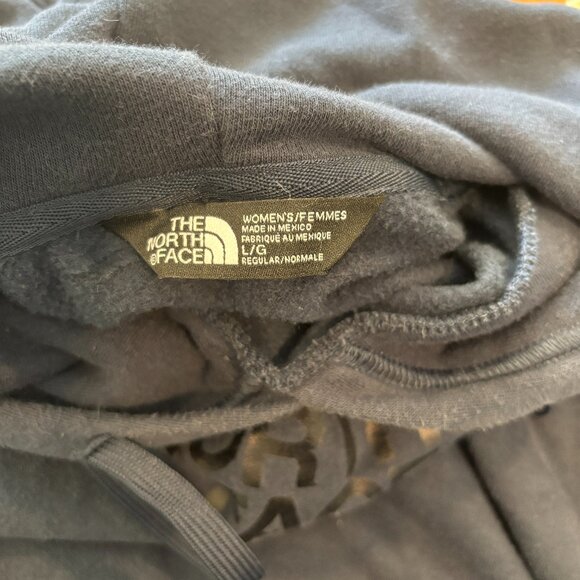 THE
NORTH
FACE
WOMEN'S/FEMMES
MADE IN MEXICO
FABRIQUÉ AU MEXIQUE
L/G
REGULAR/NORMALE